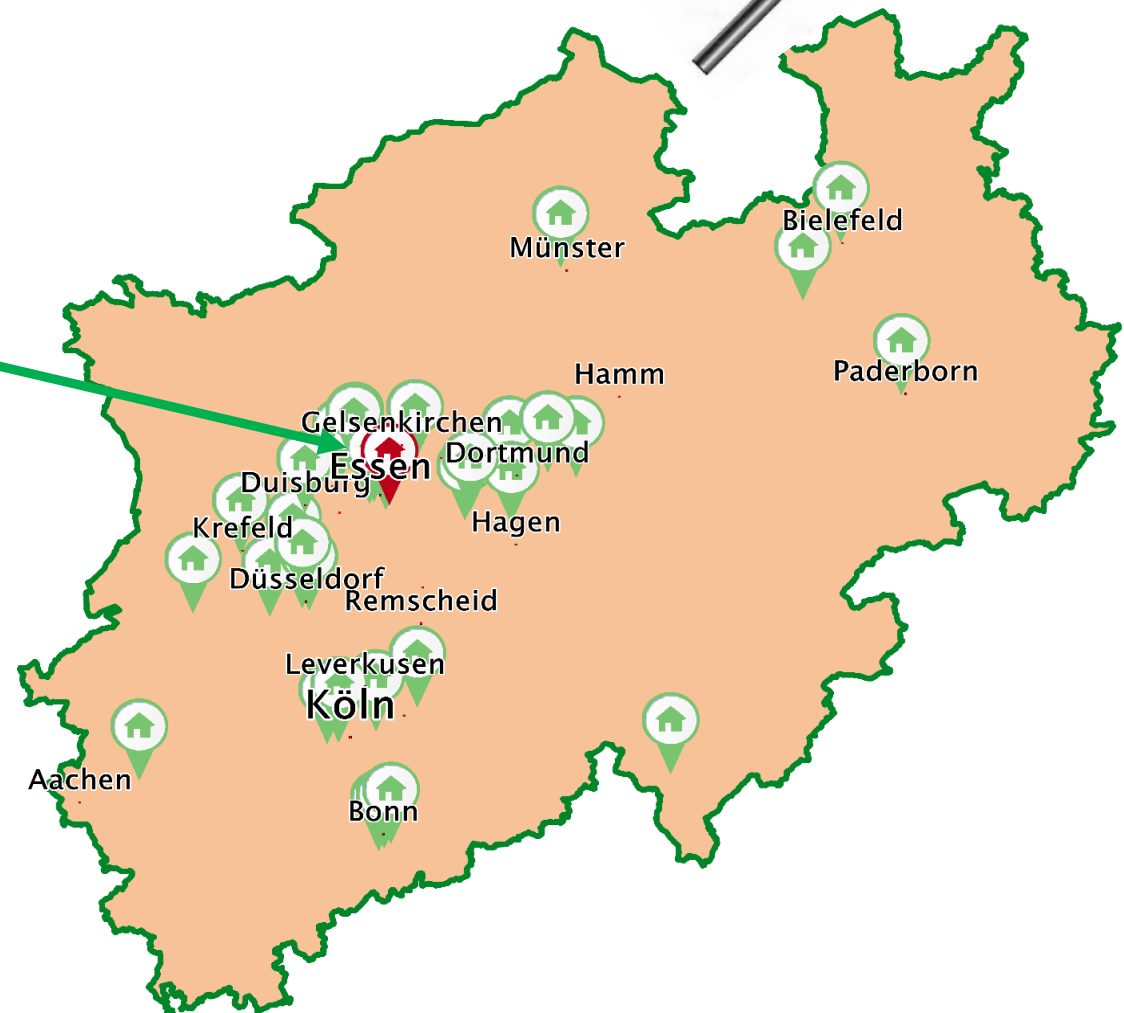 Bielefeld
Münster
Paderborn
Hamm
Gelsenkirchen
Dortmund
Essen
Duisburg
Hagen
Krefeld
Düsseldorf
Remscheid
Leverkusen
Köln
Aachen
Bonn